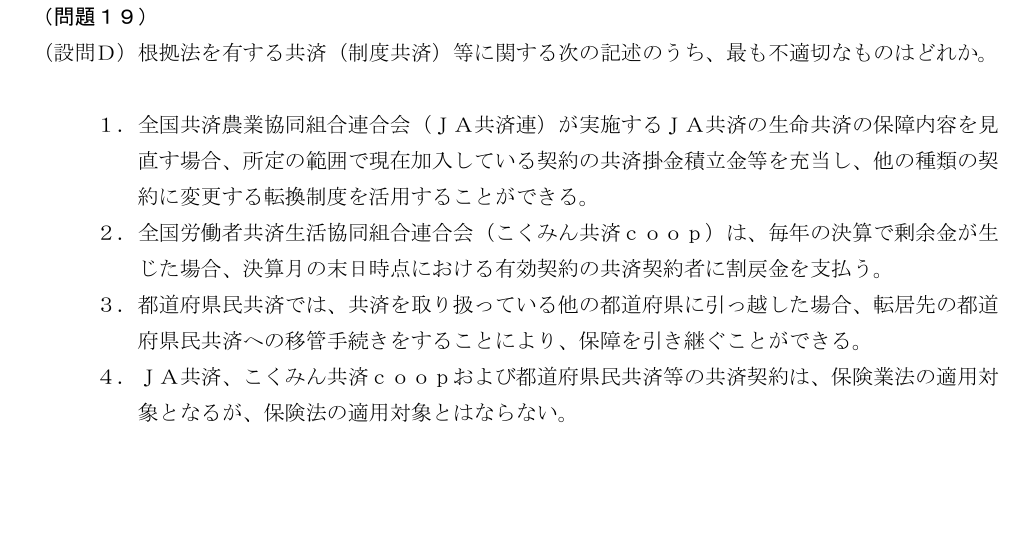 （問題１９）
（設問Ｄ）根拠法を有する共済（制度共済）等に関する次の記述のうち、最も不適切なものはどれか。
１．全国共済農業協同組合連合会（ＪＡ共済連）が実施するＪＡ共済の生命共済の保障内容を見
直す場合、所定の範囲で現在加入している契約の共済掛金積立金等を充当し、他の種類の契
約に変更する転換制度を活用することができる。
２．全国労働者共済生活協同組合連合会（こくみん共済ｃｏｏｐ）は、毎年の決算で剰余金が生
じた場合、決算月の末日時点における有効契約の共済契約者に割戻金を支払う。
３．都道府県民共済では、共済を取り扱っている他の都道府県に引っ越した場合、転居先の都道
府県民共済への移管手続きをすることにより、保障を引き継ぐことができる。
４．ＪＡ共済、こくみん共済ｃｏｏｐおよび都道府県民共済等の共済契約は、保険業法の適用対
象となるが、保険法の適用対象とはならない。